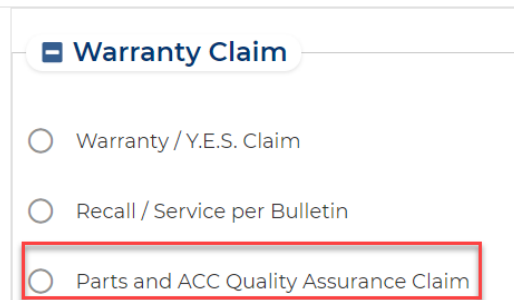 Warranty Claim
Warranty / Y.E.S. Claim
Recall / Service per Bulletin
Parts and ACC Quality Assurance Claim